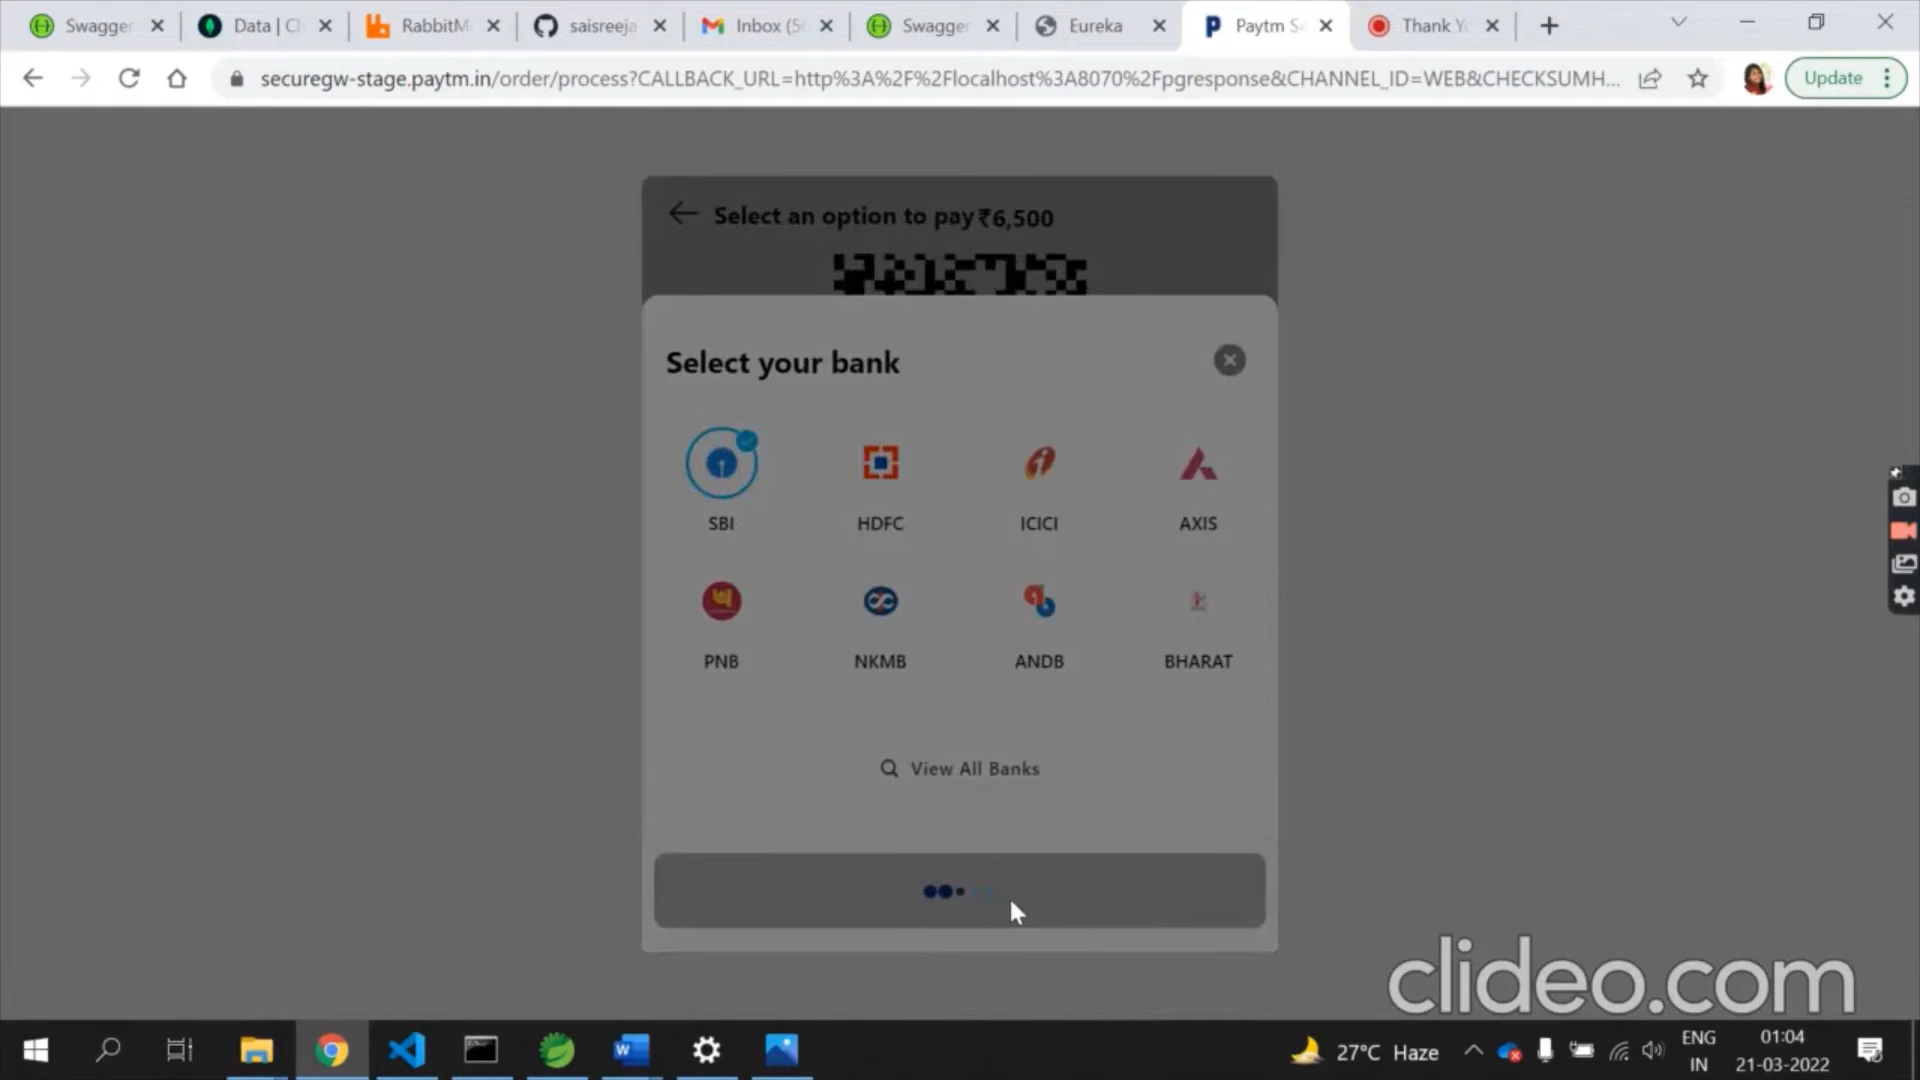 Swagger
Data | Cl
RabbitM
saisreeja
Inbox (5
Swagger
Eureka
Paytm S
Thank Y
securegw-stage.paytm.in/order/process?CALLBACK_URL=http%3A%2F%2Flocalhost%3A8070%2Fpgresponse&CHANNEL_ID=WEB&CHECKSUMH...
Update
Select an option to pay ₹6,500
Select your bank
SBI
HDFC
ICICI
AXIS
PNB
NKMB
ANDB
BHARAT
View All Banks
clideo.com
27°C Haze
ENG
IN
01:04
21-03-2022